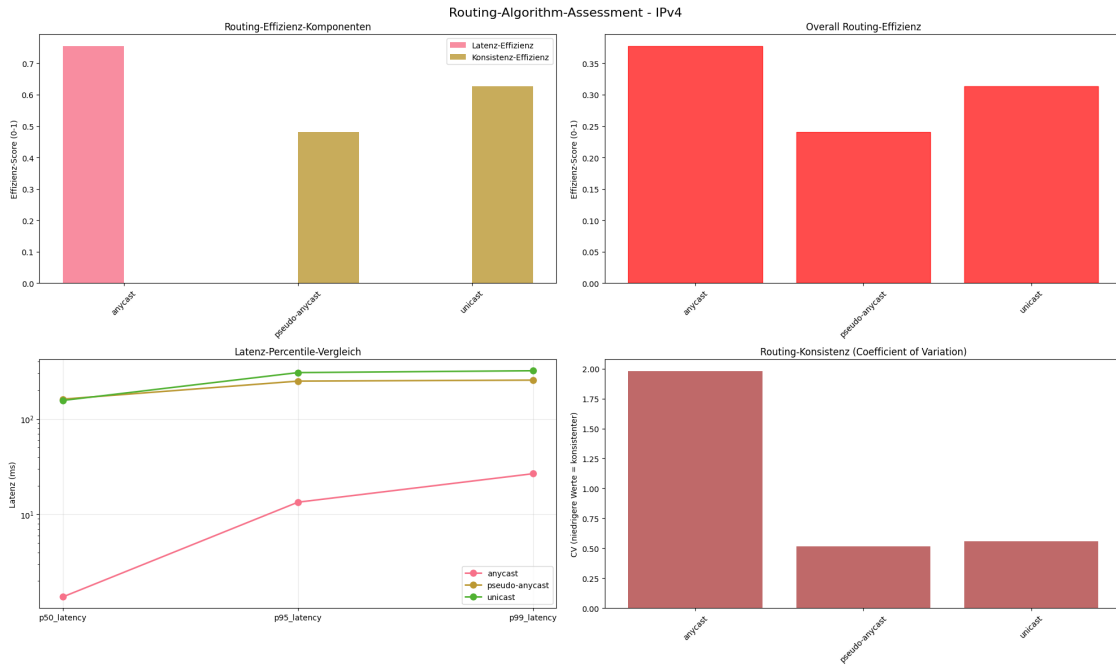 Routing-Algorithm-Assessment - IPv4
Routing-Effizienz-Komponenten
Effizienz-Score (0-1)
0.7
0.6
0.5
0.4
0.3
0.2
0.1
0.0
Latenz-Effizienz
Konsistenz-Effizienz
anycast
pseudo-anycast
unicast
Overall Routing-Effizienz
Effizienz-Score (0-1)
0.35
0.30
0.25
0.20
0.15
0.10
0.05
0.00
anycast
pseudo-anycast
unicast
Latenz-Percentile-Vergleich
Latenz (ms)
10²
10¹
anycast
pseudo-anycast
unicast
p50_latency
p95_latency
p99_latency
Routing-Konsistenz (Coefficient of Variation)
CV (niedrigere Werte = konsistenter)
2.00
1.75
1.50
1.25
1.00
0.75
0.50
0.25
0.00
anycast
pseudo-anycast
unicast